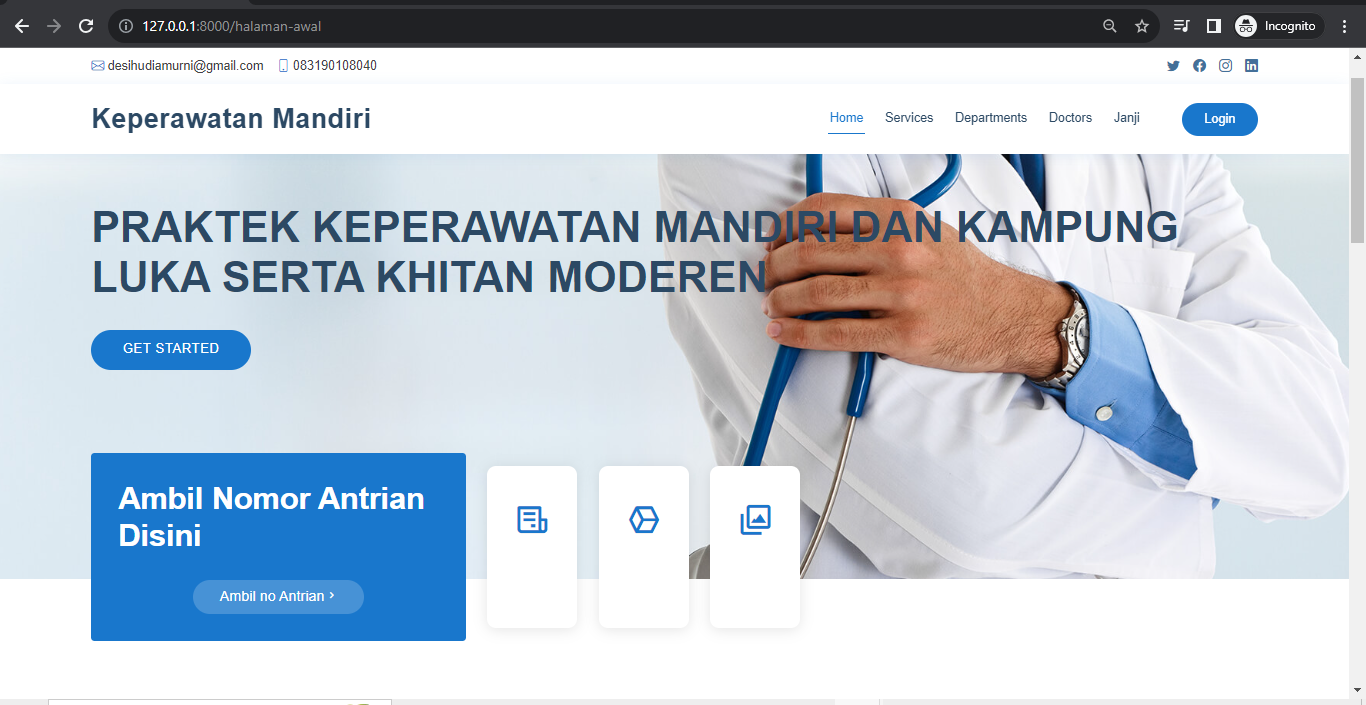 127.0.0.1:8000/halaman-awal
Incognito
desihudiamurni@gmail.com 083190108040
Keperawatan Mandiri
Home Services Departments Doctors Janji Login
PRAKTEK KEPERAWATAN MANDIRI DAN KAMPUNG
LUKA SERTA KHITAN MODEREN
GET STARTED
Ambil Nomor Antrian
Disini
Ambil no Antrian